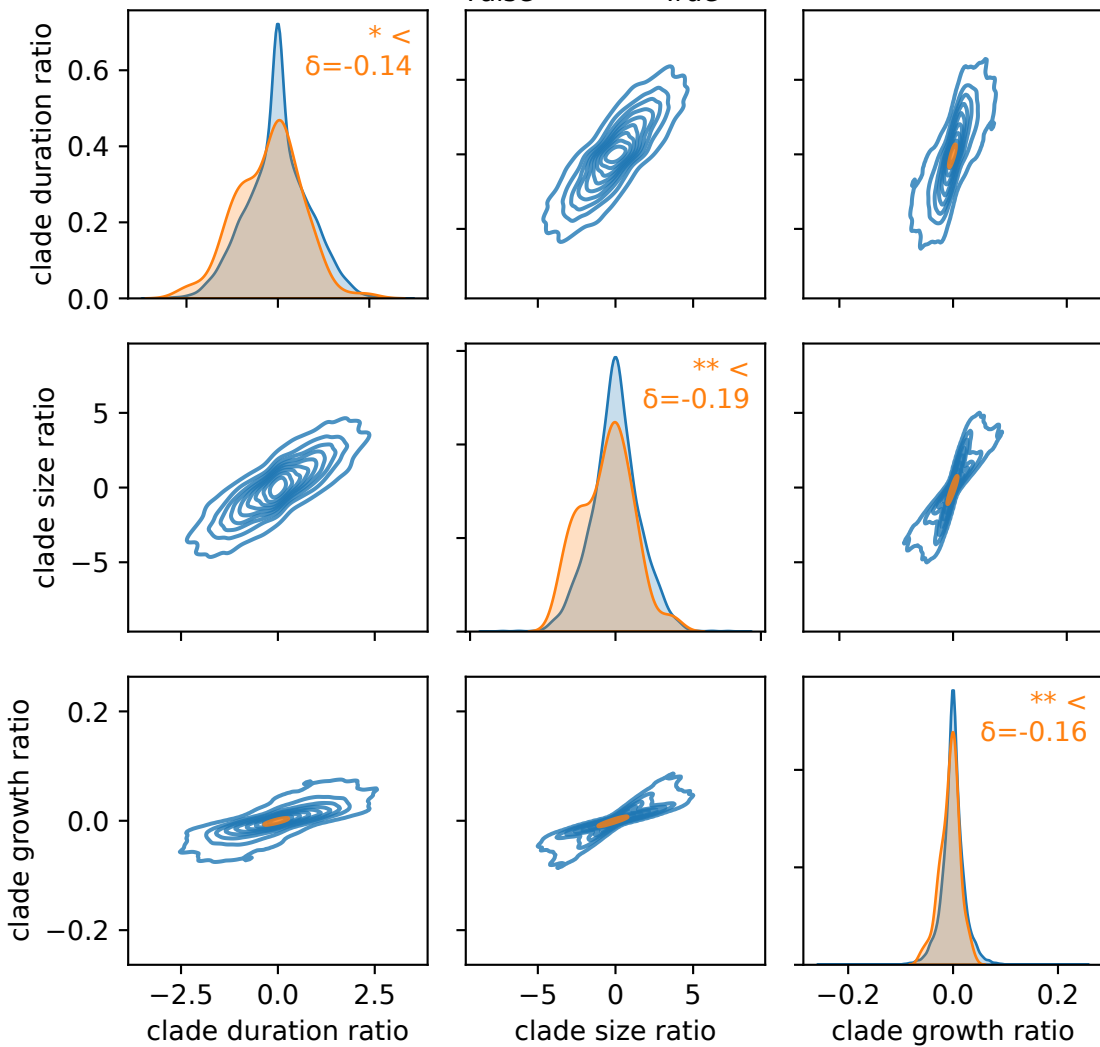 clade duration ratio
0.6
0.4
0.2
0.0
* <
δ=-0.14
clade size ratio
5
0
−5
** <
δ=-0.19
clade growth ratio
0.2
0.0
−0.2
** <
δ=-0.16
−2.5 0.0 2.5
−5 0 5
−0.2 0.0 0.2
clade duration ratio
clade size ratio
clade growth ratio